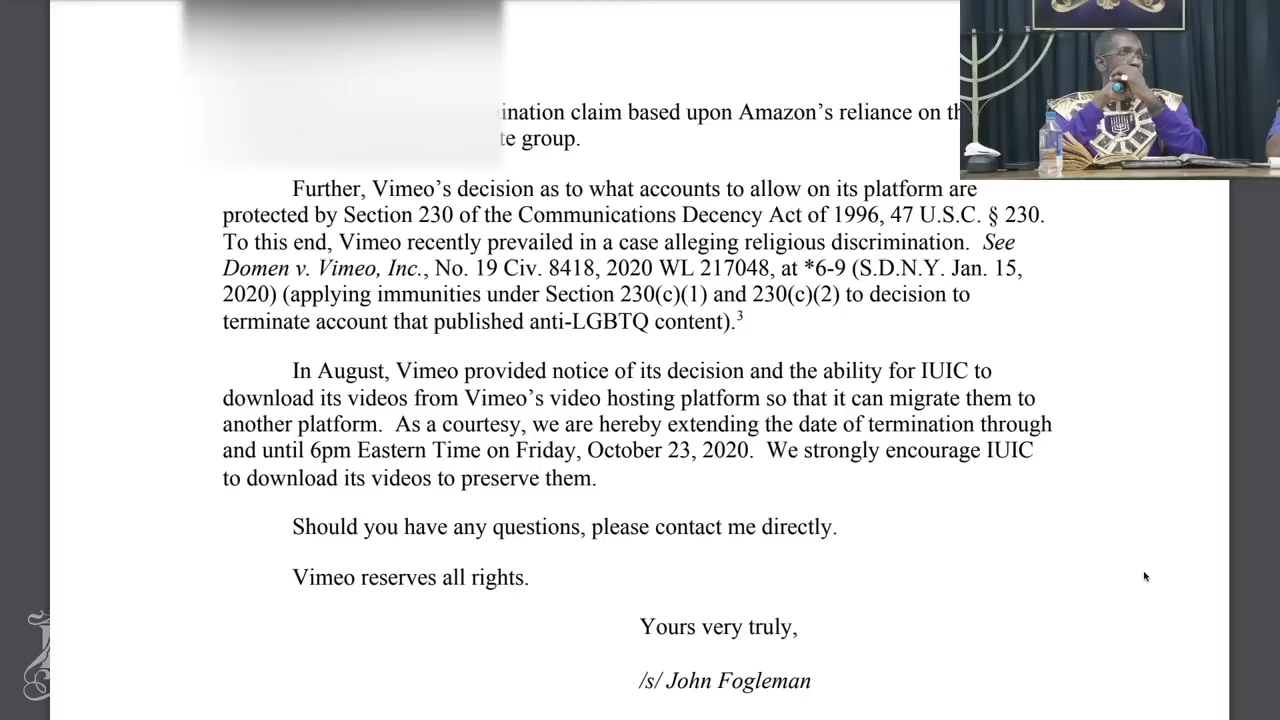 ination claim based upon Amazon’s reliance on
te group.
Further, Vimeo’s decision as to what accounts to allow on its platform are
protected by Section 230 of the Communications Decency Act of 1996, 47 U.S.C. § 230.
To this end, Vimeo recently prevailed in a case alleging religious discrimination.  See
Domen v. Vimeo, Inc., No. 19 Civ. 8418, 2020 WL 217048, at *6-9 (S.D.N.Y. Jan. 15,
2020) (applying immunities under Section 230(c)(1) and 230(c)(2) to decision to
terminate account that published anti-LGBTQ content).3
In August, Vimeo provided notice of its decision and the ability for IUIC to
download its videos from Vimeo’s video hosting platform so that it can migrate them to
another platform.  As a courtesy, we are hereby extending the date of termination through
and until 6pm Eastern Time on Friday, October 23, 2020.  We strongly encourage IUIC
to download its videos to preserve them.
Should you have any questions, please contact me directly.
Vimeo reserves all rights.
Yours very truly,
/s/ John Fogleman